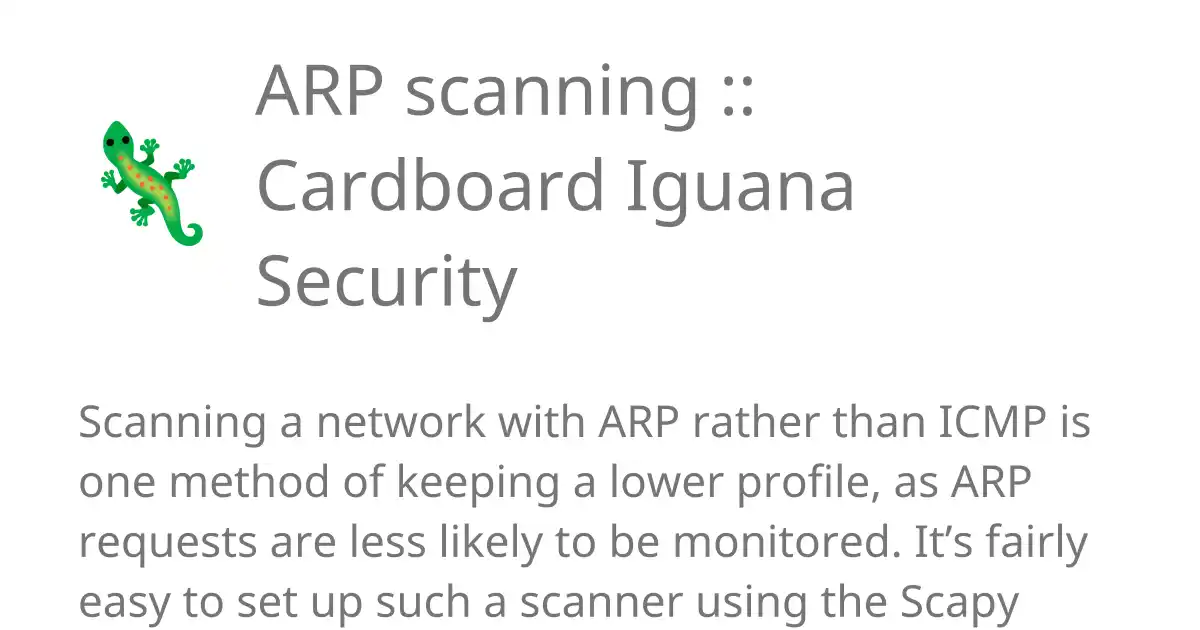 ARP scanning ::
Cardboard Iguana
Security
Scanning a network with ARP rather than ICMP is
one method of keeping a lower profile, as ARP
requests are less likely to be monitored. It’s fairly
easy to set up such a scanner using the Scapy